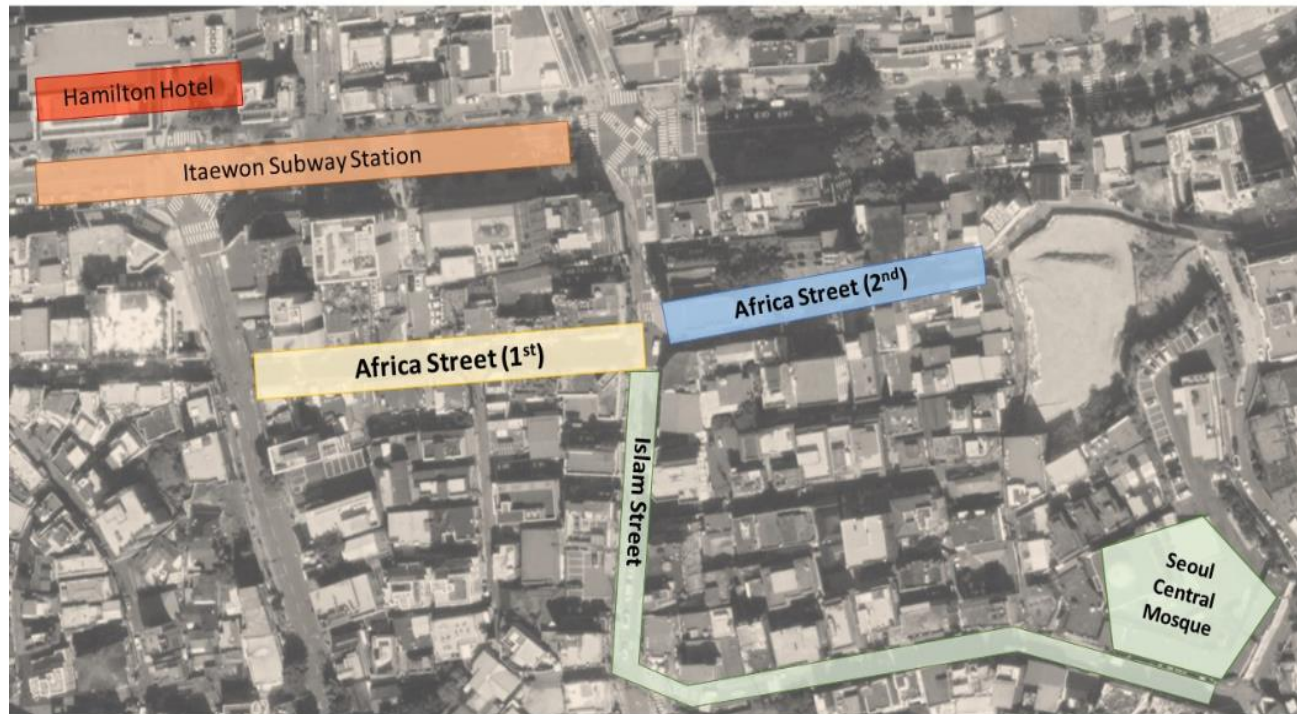 Hamilton Hotel
Itaewon Subway Station
Africa Street (2nd)
Africa Street (1st)
Islam Street
Seoul
Central
Mosque